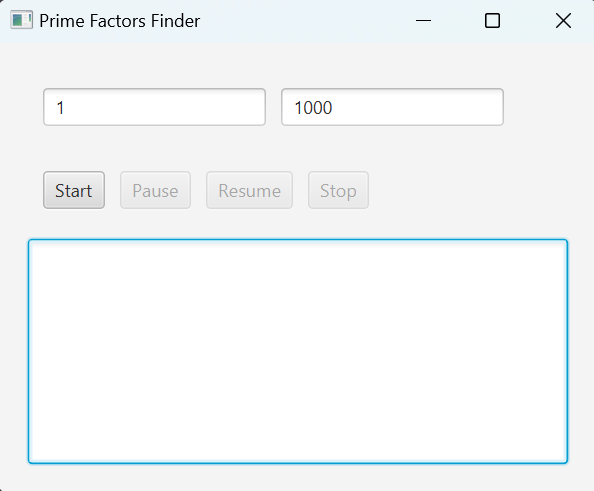 Prime Factors Finder
1 1000
Start Pause Resume Stop